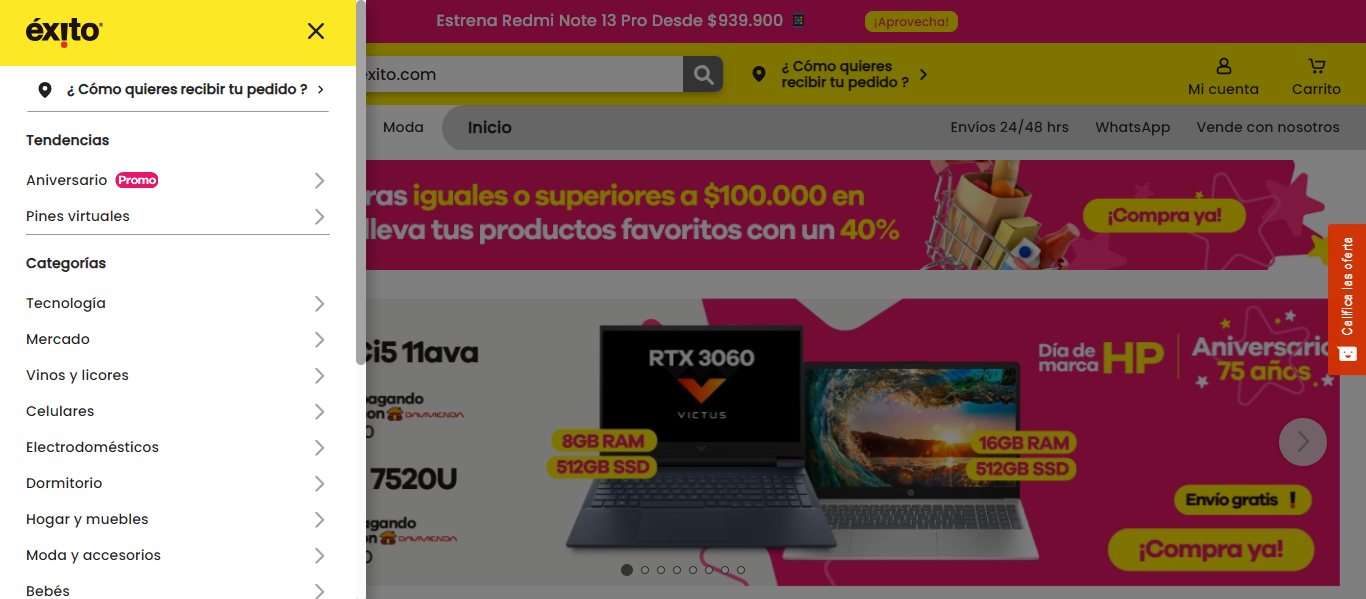 éxito
¿ Cómo quieres recibir tu pedido ?
Tendencias
Aniversario Promo
Pines virtuales
Categorías
Tecnología
Mercado
Vinos y licores
Celulares
Electrodomésticos
Dormitorio
Hogar y muebles
Moda y accesorios
Bebés
Estrena Redmi Note 13 Pro Desde $939.900
¡Aprovecha!
exito.com
¿ Cómo quieres
recibir tu pedido ?
Mi cuenta
Carrito
Moda
Inicio
Envíos 24/48 hrs
WhatsApp
Vende con nosotros
ras iguales o superiores a $100.000 en
lleva tus productos favoritos con un 40%
¡Compra ya!
Califica las oferta
Ci5 11ava
pagando
con DAVIVIENDA
7520U
agando
on DAVIVIENDA
RTX 3060
VICTUS
8GB RAM
512GB SSD
16GB RAM
512GB SSD
Día de
marca HP
Aniversario
75 años
Envío gratis !
¡Compra ya!